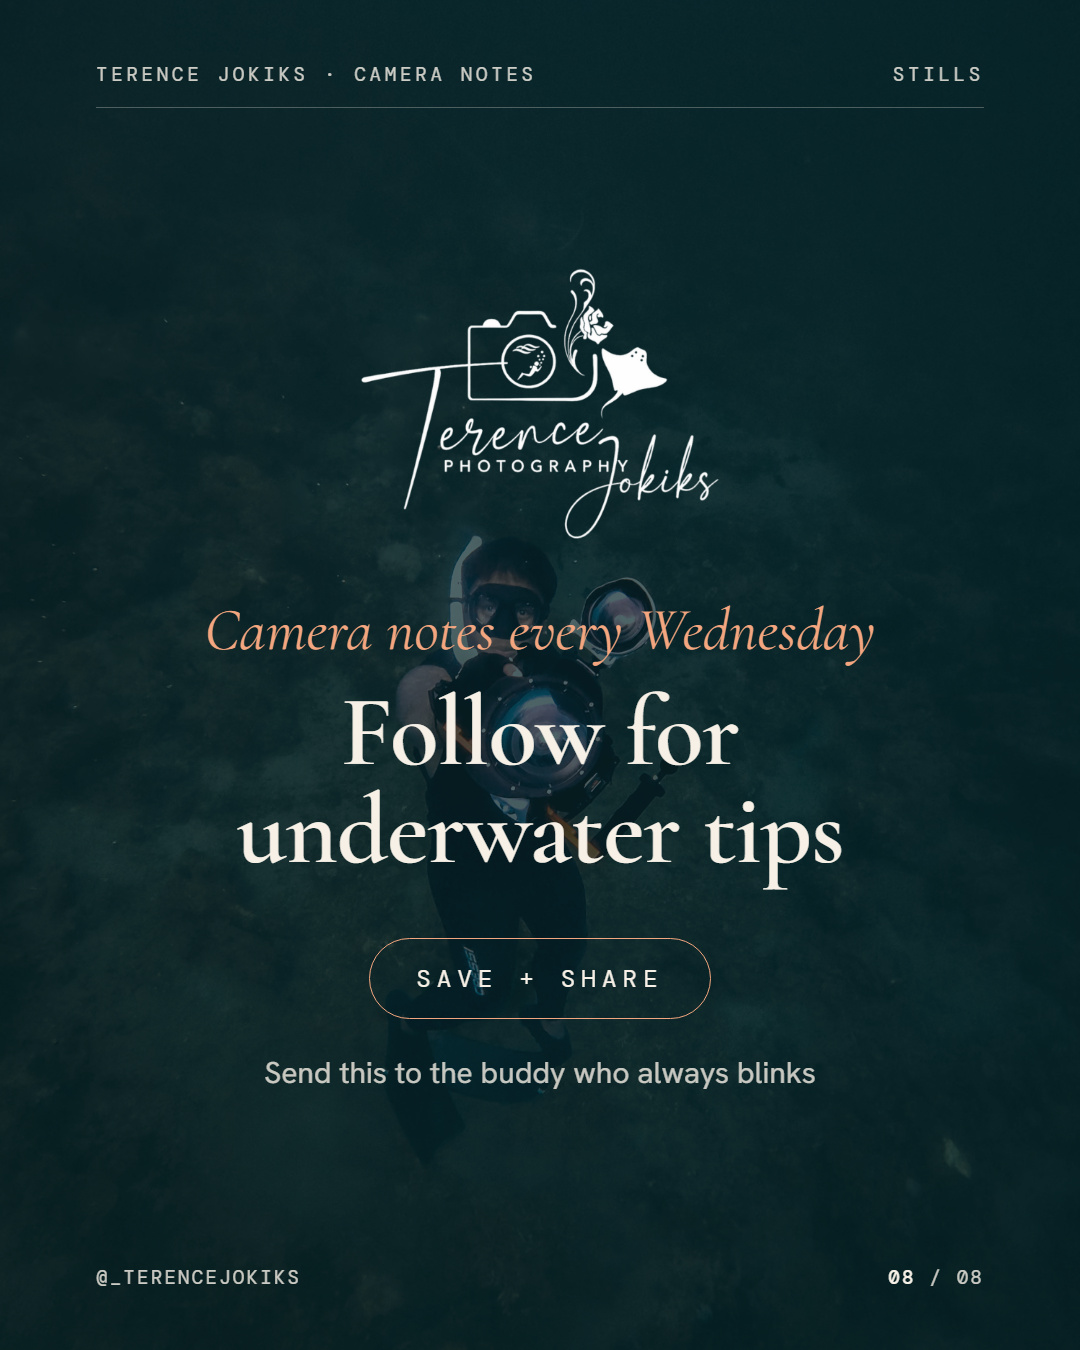 TERENCE JOKIKS · CAMERA NOTES
STILLS
Terence
PHOTOGRAPHY
Jokiks
Camera notes every Wednesday
Follow for
underwater tips
SAVE + SHARE
Send this to the buddy who always blinks
@_TERENCEJOKIKS
08 / 08